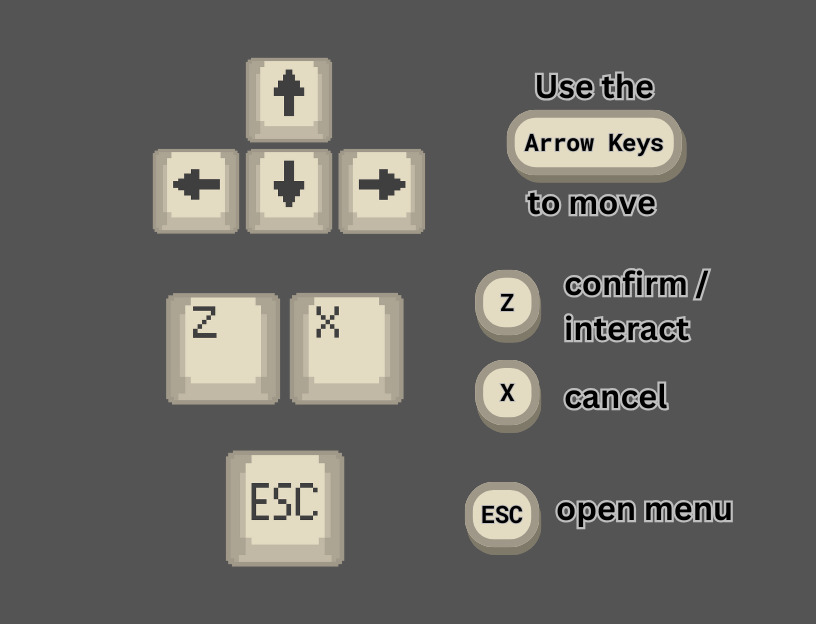 Use the
Arrow Keys
to move
Z X
Z confirm /
interact
X cancel
ESC
ESC open menu